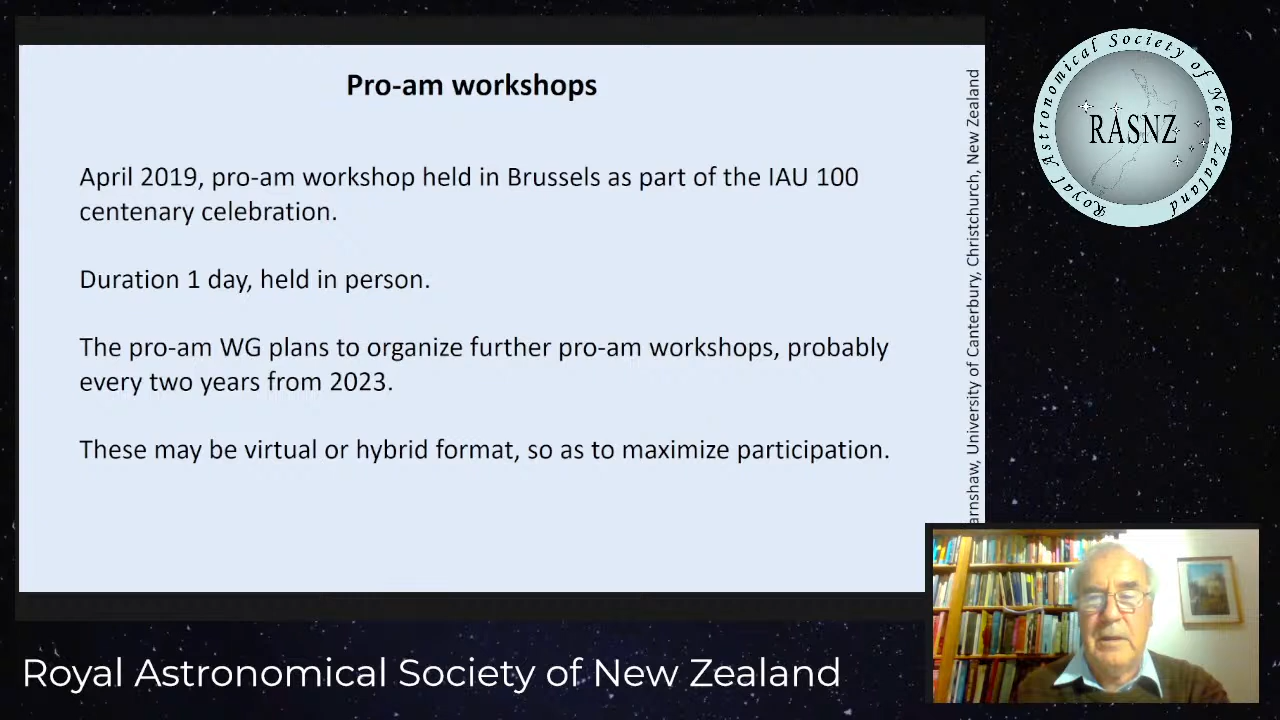 Pro-am workshops
April 2019, pro-am workshop held in Brussels as part of the IAU 100
centenary celebration.
Duration 1 day, held in person.
The pro-am WG plans to organize further pro-am workshops, probably
every two years from 2023.
These may be virtual or hybrid format, so as to maximize participation.
arnshaw, University of Canterbury, Christchurch, New Zealand
Royal Astronomical Society of New Zealand
RASNZ
Royal Astronomical Society of New Zealand